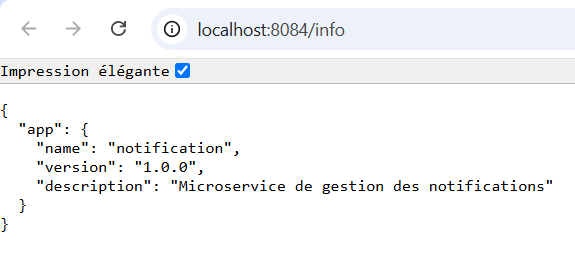 localhost:8084/info
Impression élégante
{
  "app": {
    "name": "notification",
    "version": "1.0.0",
    "description": "Microservice de gestion des notifications"
  }
}